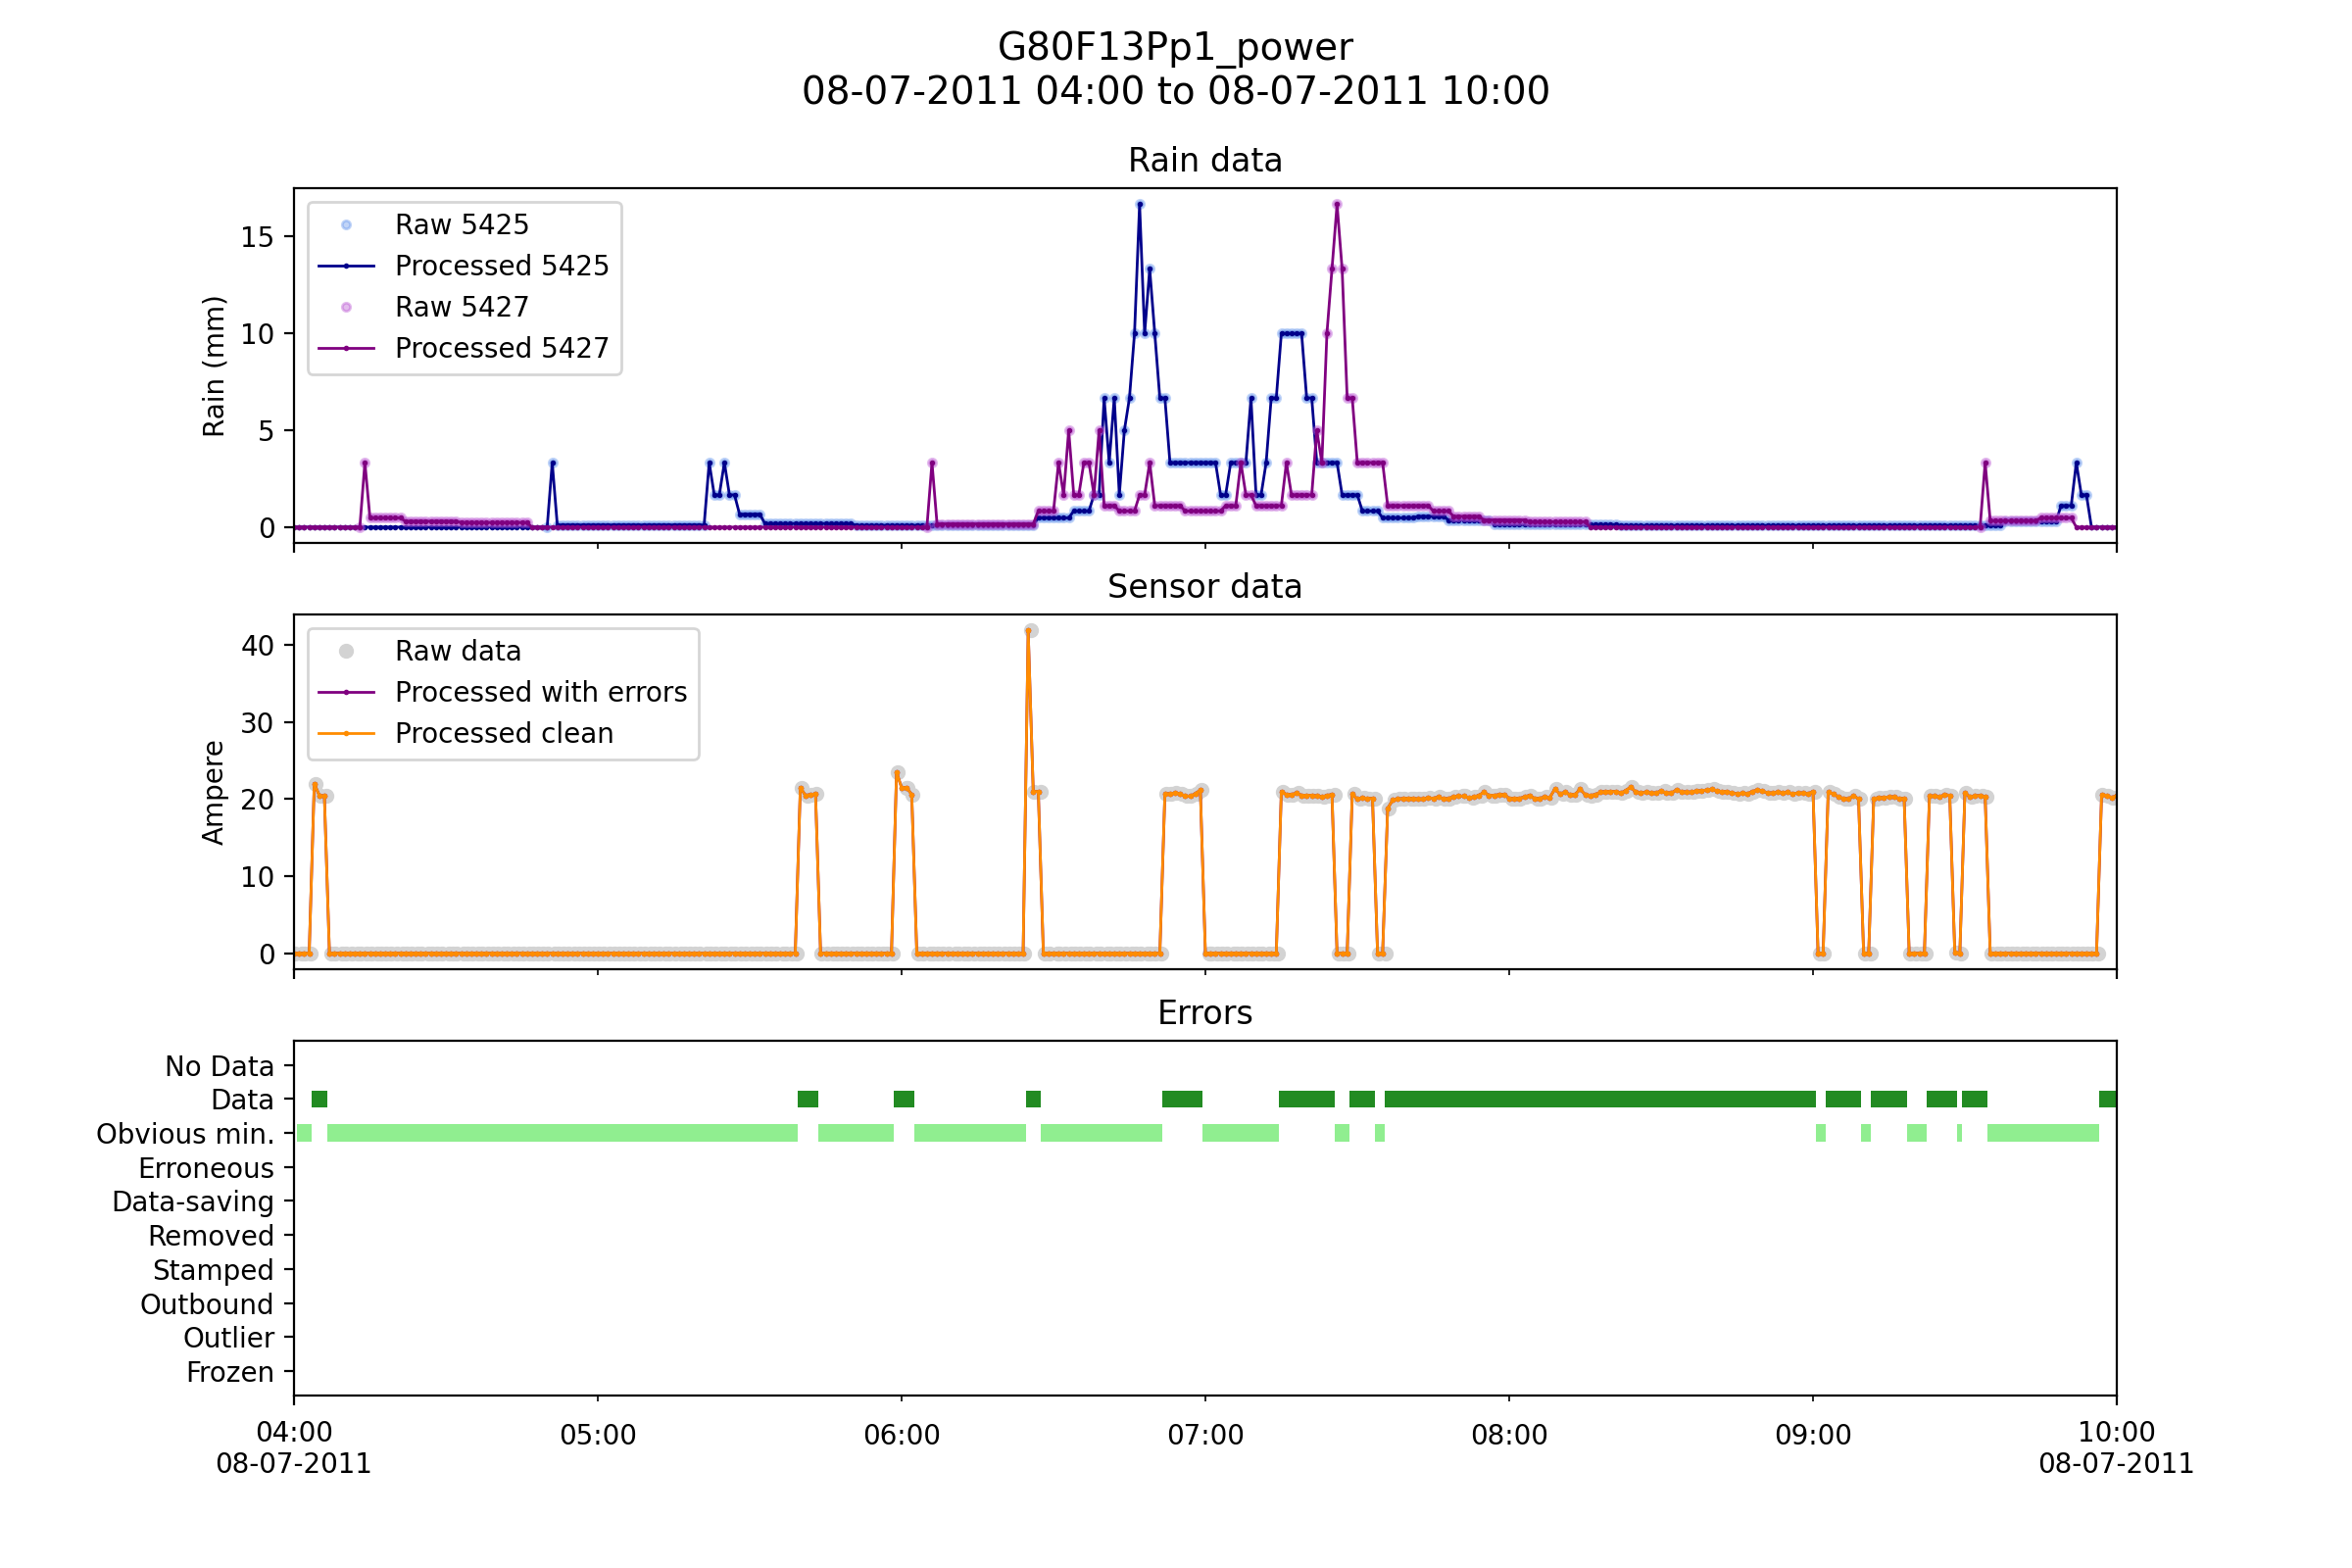 G80F13Pp1_power
08-07-2011 04:00 to 08-07-2011 10:00
Rain data
15
10
5
0
Rain (mm)
Raw 5425
Processed 5425
Raw 5427
Processed 5427
Sensor data
40
30
20
10
0
Ampere
Raw data
Processed with errors
Processed clean
Errors
No Data
Data
Obvious min.
Erroneous
Data-saving
Removed
Stamped
Outbound
Outlier
Frozen
04:00 05:00 06:00 07:00 08:00 09:00 10:00
08-07-2011 08-07-2011